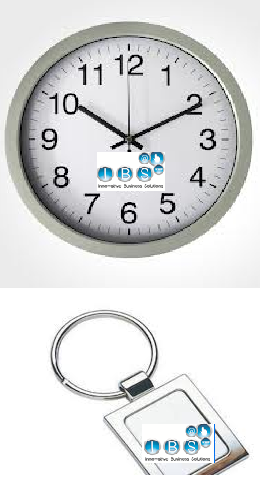 11 12 1
10 2
9 3
8 4
7 6 5
IBS
Innovative Business Solutions
IBS
Innovative Business Solutions